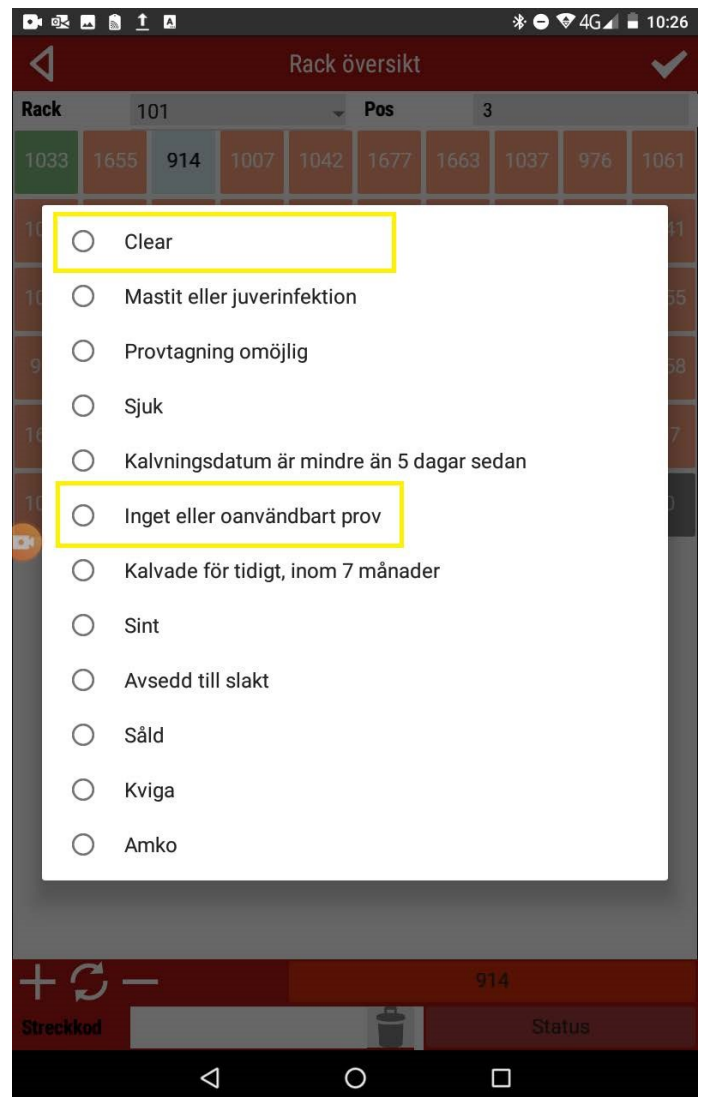 4G 10:26
Rack översikt
Rack 101 Pos 3
1033 1655 914 1007 1042 1677 1663 1037 976 1061
Clear
Mastit eller juverinfektion
Provtagning omöjlig
Sjuk
Kalvningsdatum är mindre än 5 dagar sedan
Inget eller oanvändbart prov
Kalvade för tidigt, inom 7 månader
Sint
Avsedd till slakt
Såld
Kviga
Amko
914
Streckkod Status